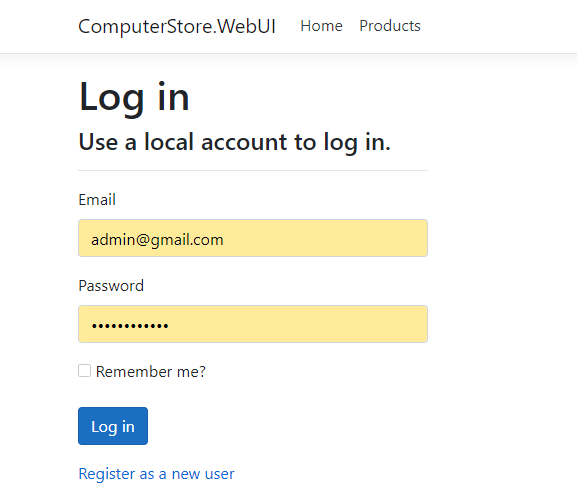 ComputerStore.WebUI Home Products
Log in
Use a local account to log in.
Email
admin@gmail.com
Password
••••••••••••
Remember me?
Log in
Register as a new user